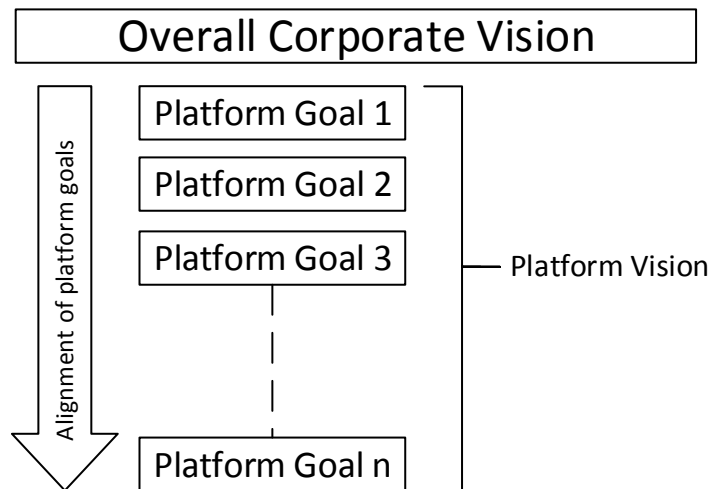 Overall Corporate Vision
Platform Goal 1
Platform Goal 2
Platform Goal 3
Platform Goal n
Alignment of platform goals
Platform Vision